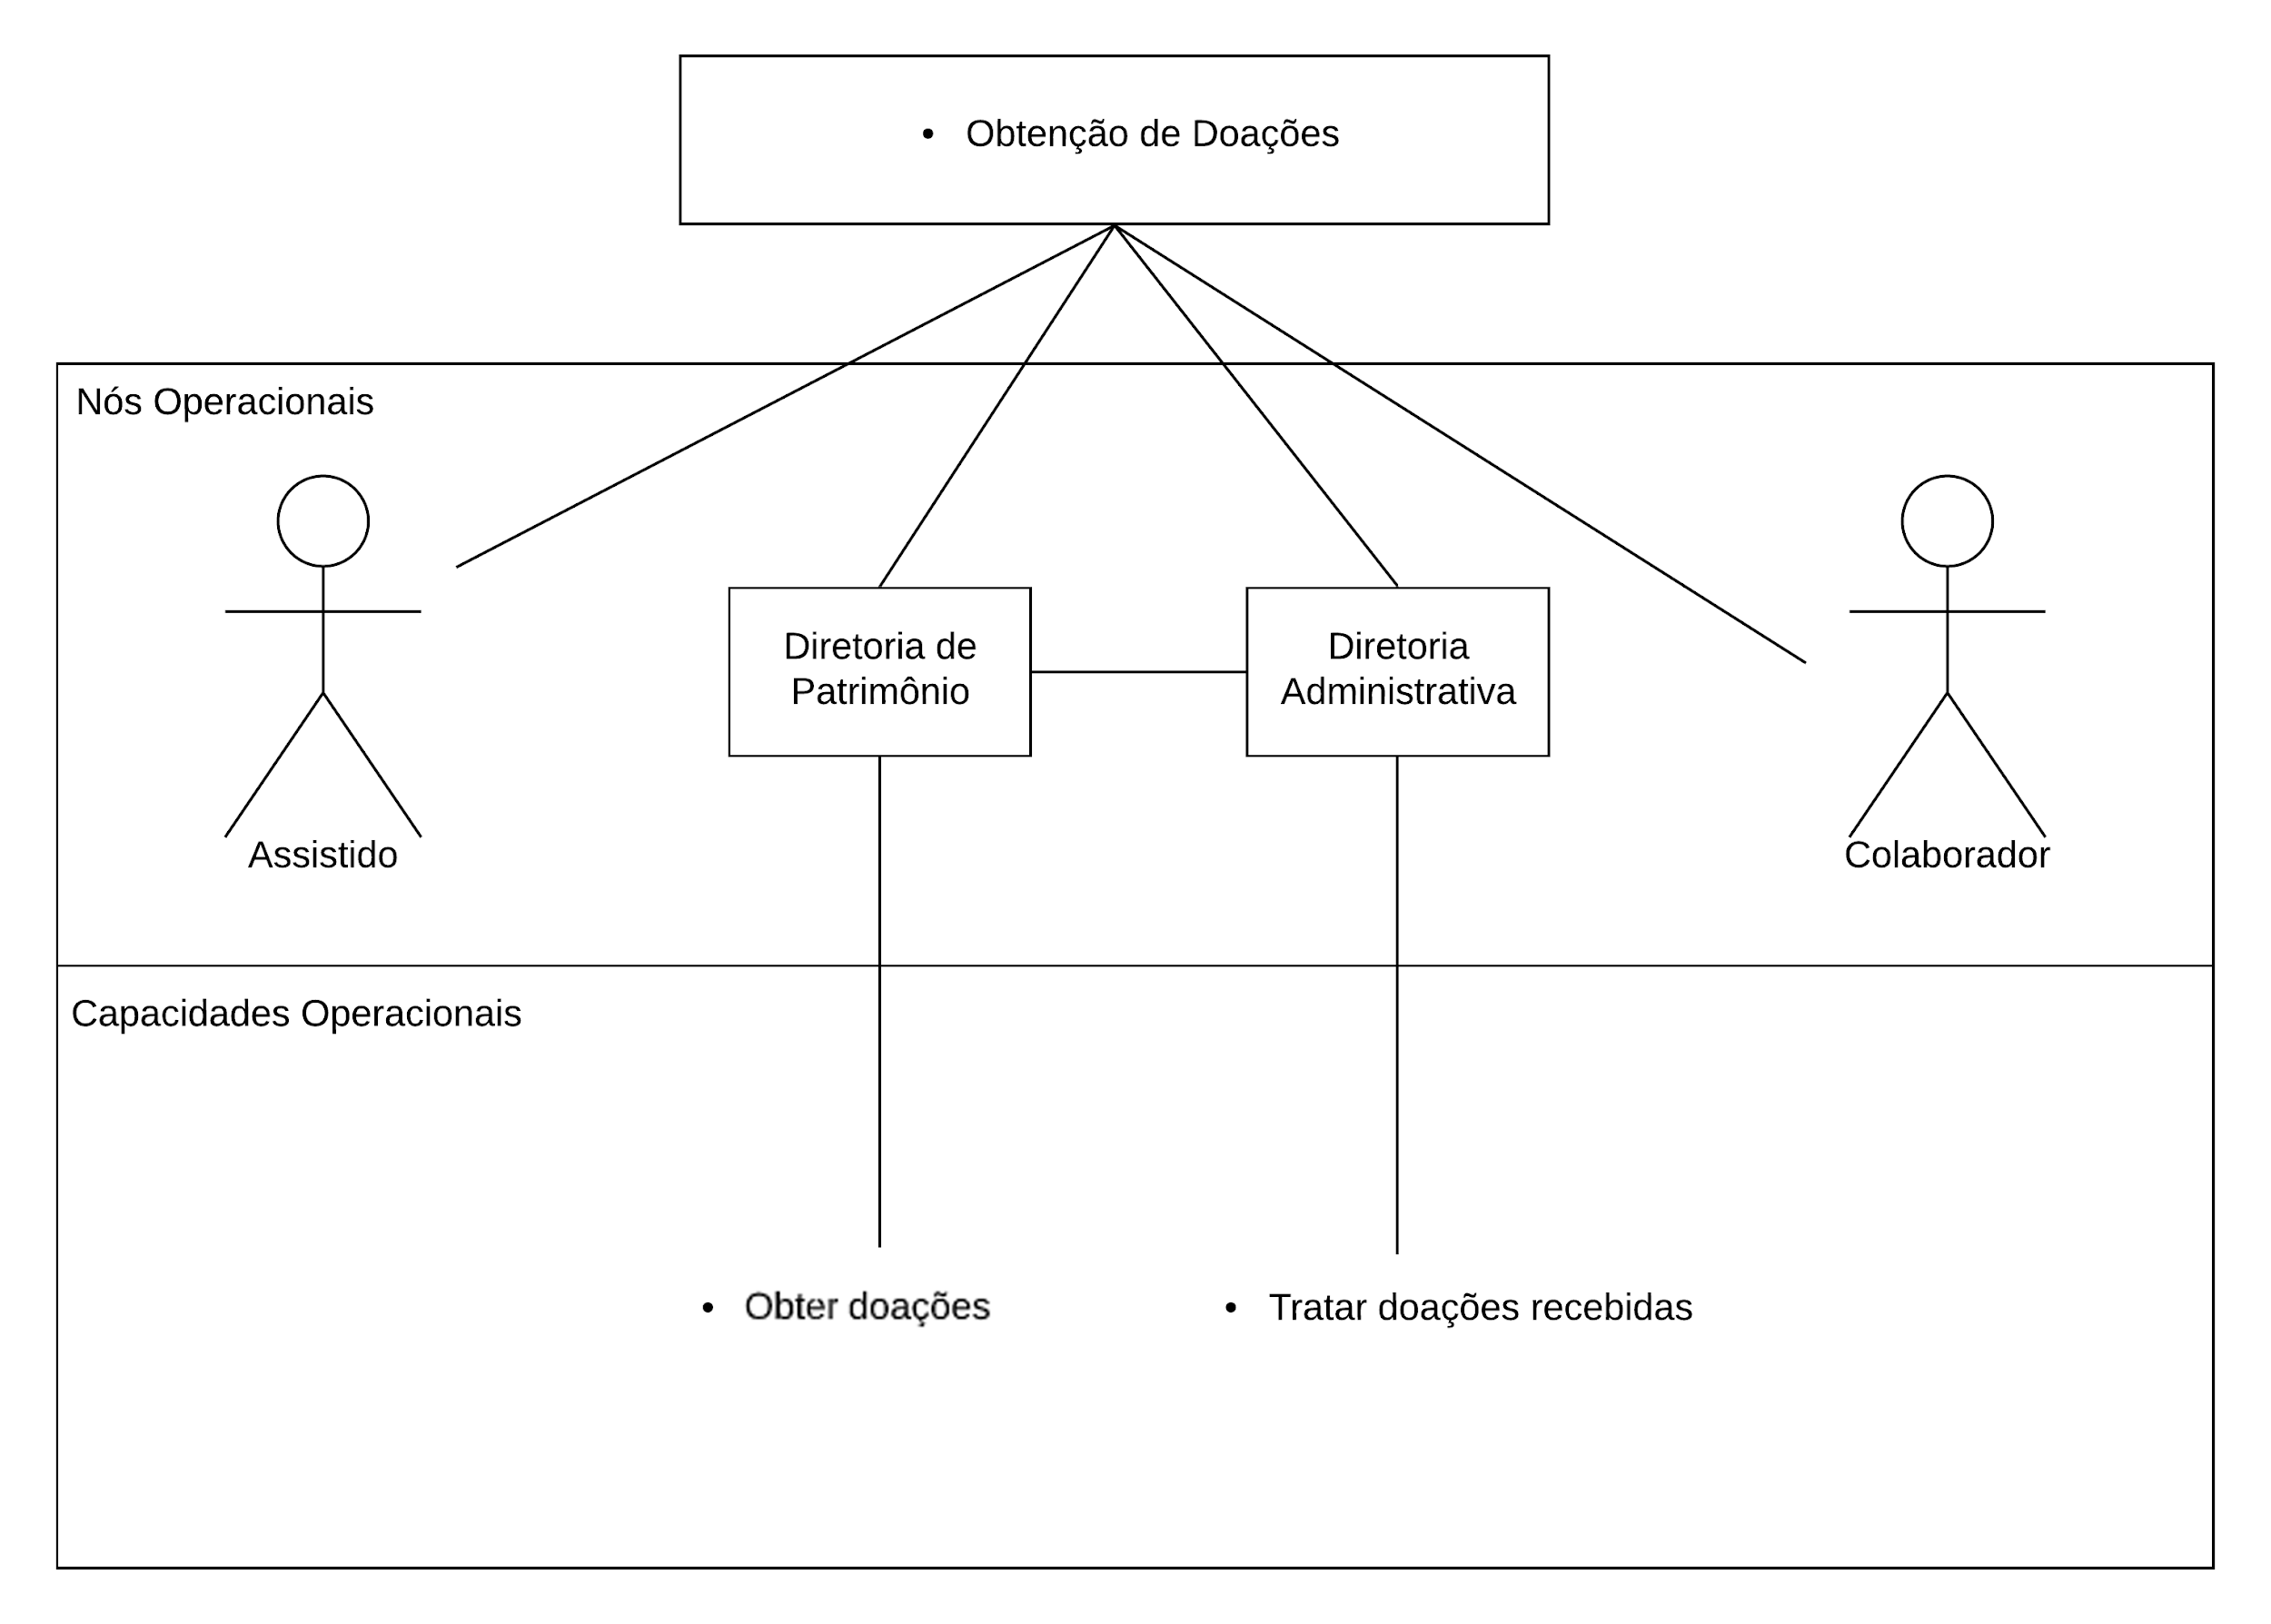 • Obtenção de Doações
Nós Operacionais
Diretoria de
Patrimônio
Diretoria
Administrativa
Assistido
Colaborador
Capacidades Operacionais
• Obter doações
• Tratar doações recebidas